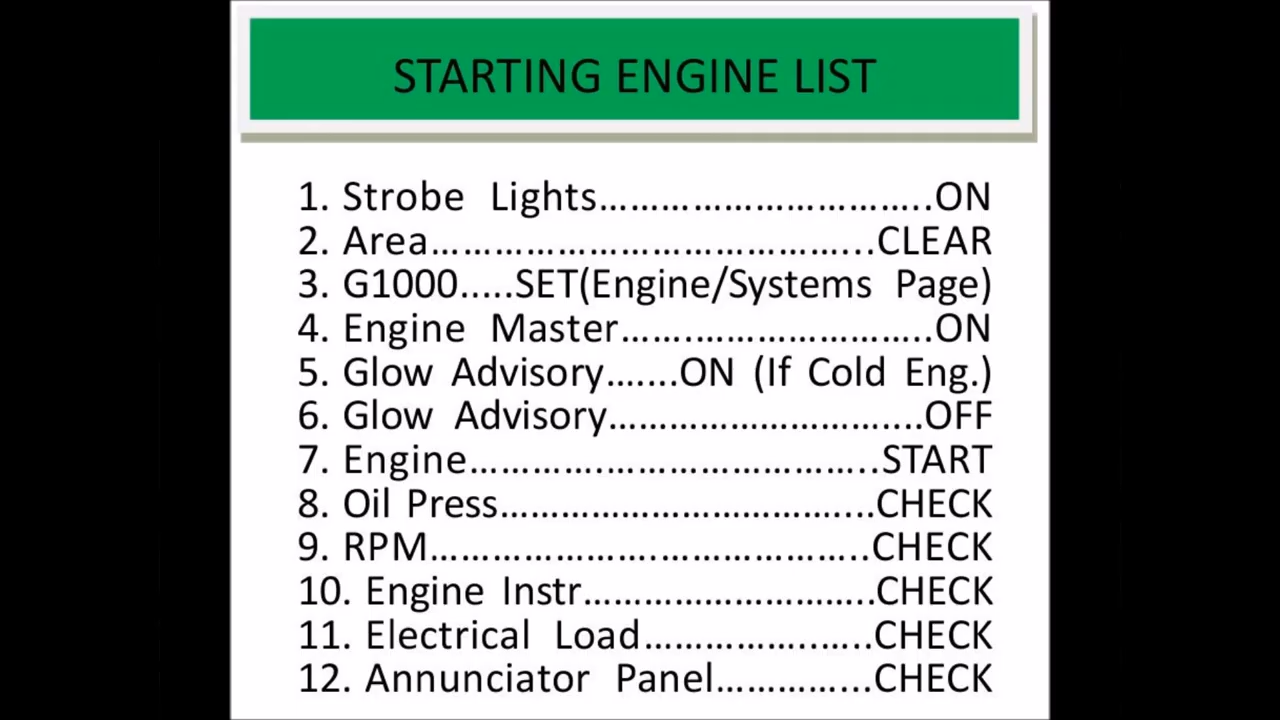 STARTING ENGINE LIST
1. Strobe Lights……………………………..ON
2. Area…………………………………...CLEAR
3. G1000.....SET(Engine/Systems Page)
4. Engine Master…….……………………..ON
5. Glow Advisory…....ON (If Cold Eng.)
6. Glow Advisory………………………....OFF
7. Engine………….……………………..START
8. Oil Press……………………………....CHECK
9. RPM………………….………………..CHECK
10. Engine Instr………………………...CHECK
11. Electrical Load……………..…..CHECK
12. Annunciator Panel…………...CHECK